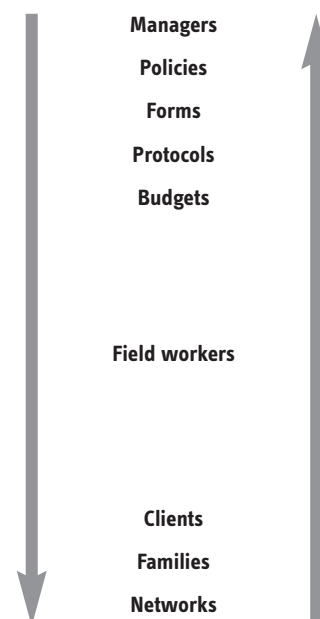 Managers
Policies
Forms
Protocols
Budgets
Field workers
Clients
Families
Networks